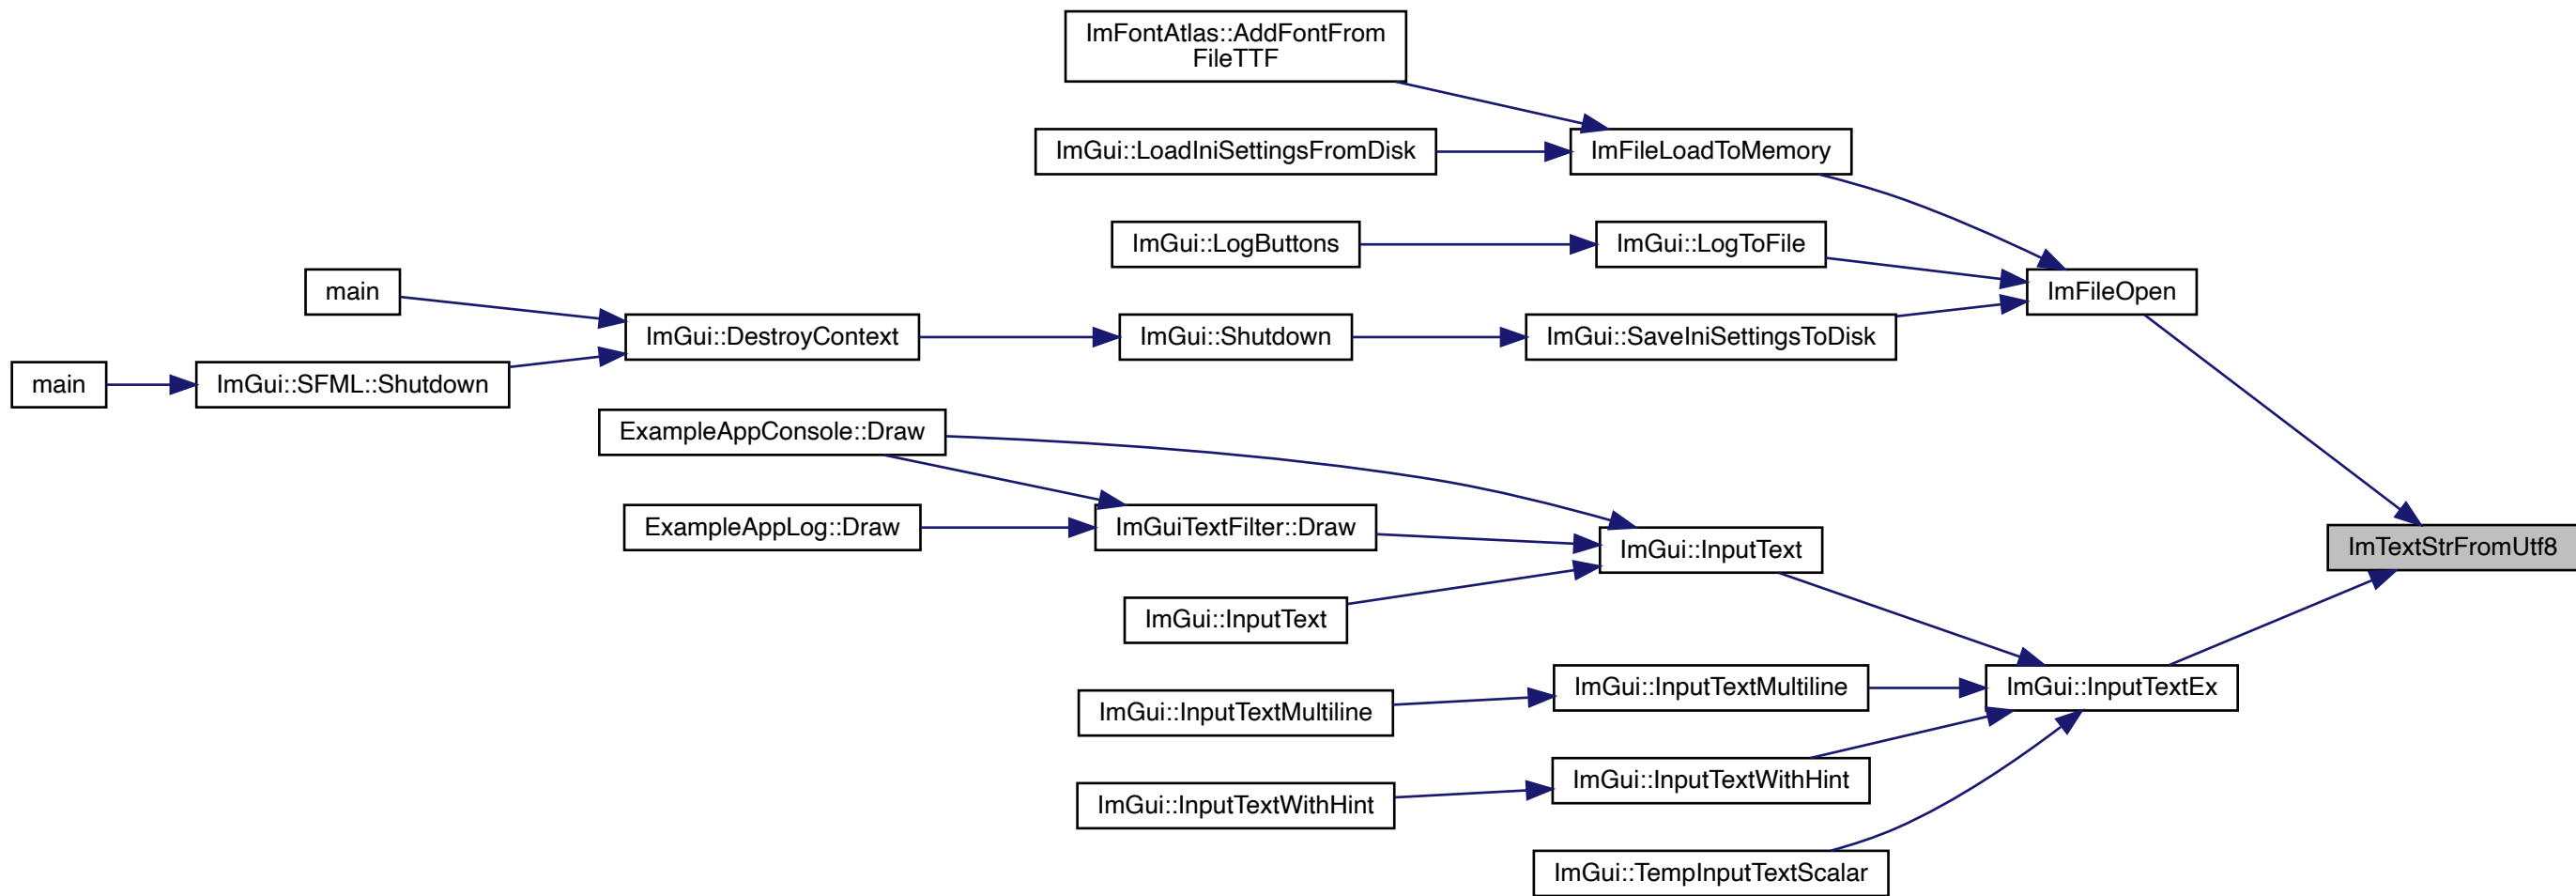 ImFontAtlas::AddFontFrom
FileTTF
ImGui::LoadIniSettingsFromDisk
ImFileLoadToMemory
ImGui::LogButtons
ImGui::LogToFile
main
ImFileOpen
ImGui::DestroyContext
ImGui::Shutdown
ImGui::SaveIniSettingsToDisk
main
ImGui::SFML::Shutdown
ExampleAppConsole::Draw
ExampleAppLog::Draw
ImGuiTextFilter::Draw
ImGui::InputText
ImTextStrFromUtf8
ImGui::InputText
ImGui::InputTextMultiline
ImGui::InputTextMultiline
ImGui::InputTextEx
ImGui::InputTextWithHint
ImGui::InputTextWithHint
ImGui::TempInputTextScalar